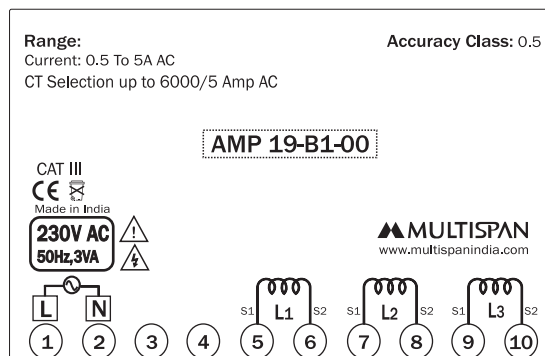 Range:
Accuracy Class: 0.5
Current: 0.5 To 5A AC
CT Selection up to 6000/5 Amp AC
AMP 19-B1-00
CAT III
CE
Made in India
230V AC
50Hz,3VA
MULTISPAN
www.multispanindia.com
L N
S1 L1 S2 S1 L2 S2 S1 L3 S2
1 2 3 4 5 6 7 8 9 10